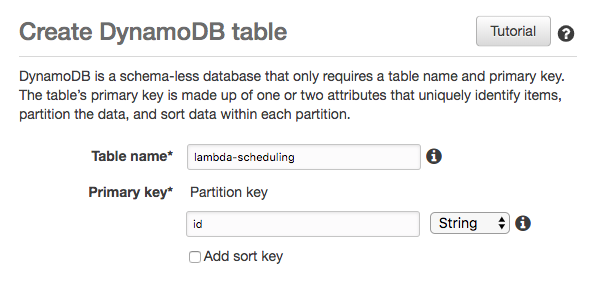 Create DynamoDB table
Tutorial
DynamoDB is a schema-less database that only requires a table name and primary key.
The table's primary key is made up of one or two attributes that uniquely identify items,
partition the data, and sort data within each partition.
Table name* lambda-scheduling
Primary key* Partition key
id String
Add sort key